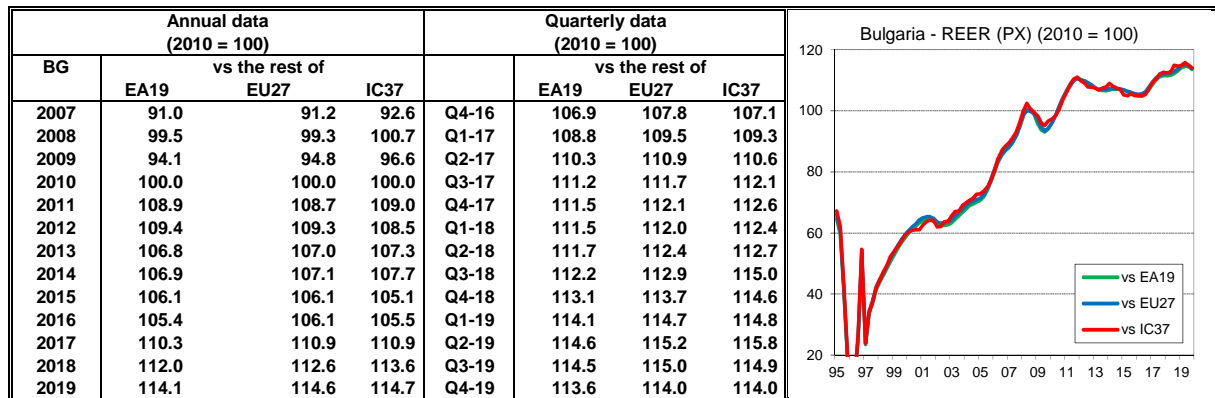 Annual data
(2010 = 100)
Quarterly data
(2010 = 100)
BG vs the rest of vs the rest of
EA19 EU27 IC37 EA19 EU27 IC37
2007 91.0 91.2 92.6 Q4-16 106.9 107.8 107.1
2008 99.5 99.3 100.7 Q1-17 108.8 109.5 109.3
2009 94.1 94.8 96.6 Q2-17 110.3 110.9 110.6
2010 100.0 100.0 100.0 Q3-17 111.2 111.7 112.1
2011 108.9 108.7 109.0 Q4-17 111.5 112.1 112.6
2012 109.4 109.3 108.5 Q1-18 111.5 112.0 112.4
2013 106.8 107.0 107.3 Q2-18 111.7 112.4 112.7
2014 106.9 107.1 107.7 Q3-18 112.2 112.9 115.0
2015 106.1 106.1 105.1 Q4-18 113.1 113.7 114.6
2016 105.4 106.1 105.5 Q1-19 114.1 114.7 114.8
2017 110.3 110.9 110.9 Q2-19 114.6 115.2 115.8
2018 112.0 112.6 113.6 Q3-19 114.5 115.0 114.9
2019 114.1 114.6 114.7 Q4-19 113.6 114.0 114.0
Bulgaria - REER (PX) (2010 = 100)
120
100
80
60
40
20
vs EA19
vs EU27
vs IC37
95 97 99 01 03 05 07 09 11 13 15 17 19